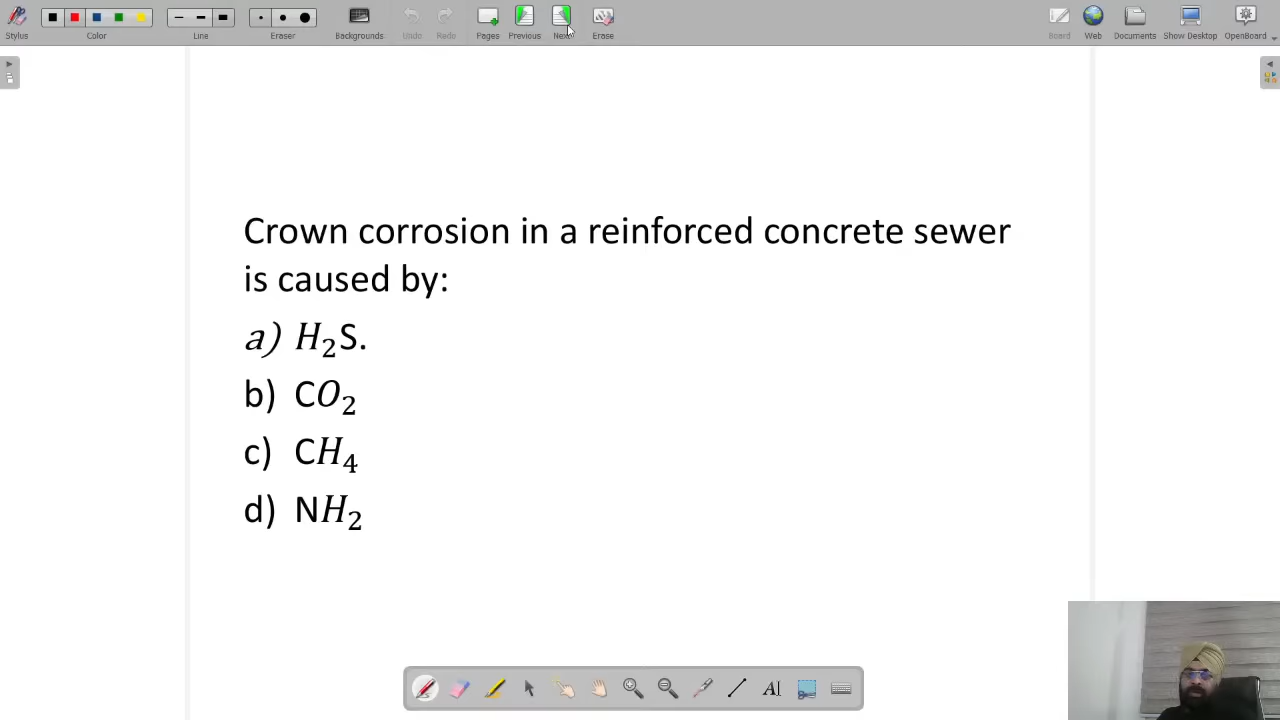 Stylus Color Line Eraser Backgrounds Undo Redo Pages Previous Next Erase Board Web Documents Show Desktop OpenBoard
Crown corrosion in a reinforced concrete sewer
is caused by:
a) H₂S.
b) CO₂
c) CH₄
d) NH₂